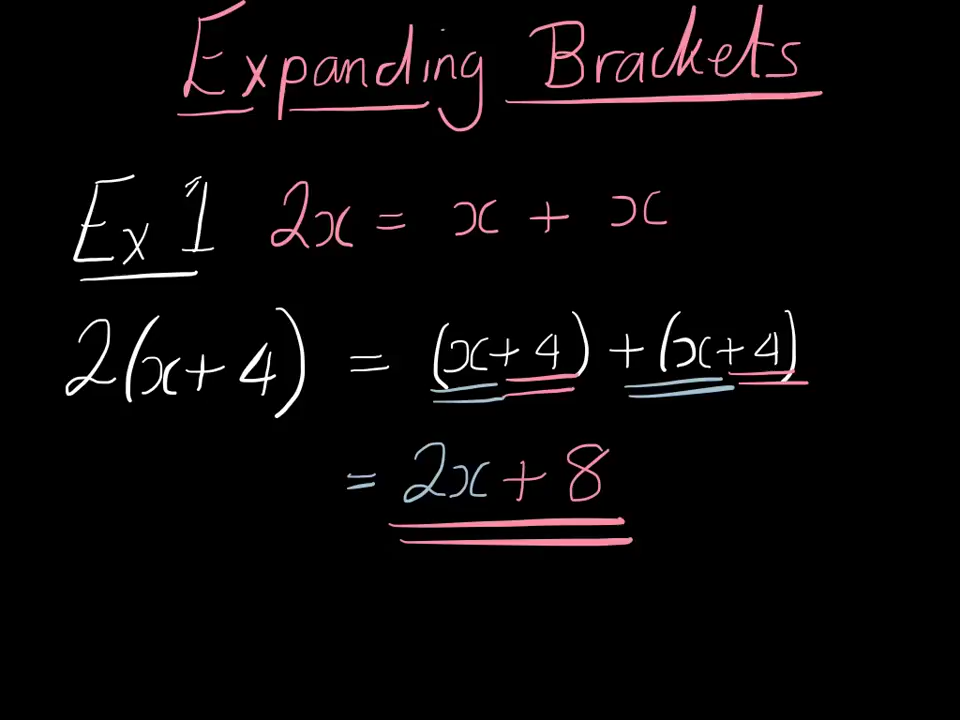 Expanding Brackets
Ex 1 2x = x + x
2(x+4) = (x+4) + (x+4)
= 2x + 8